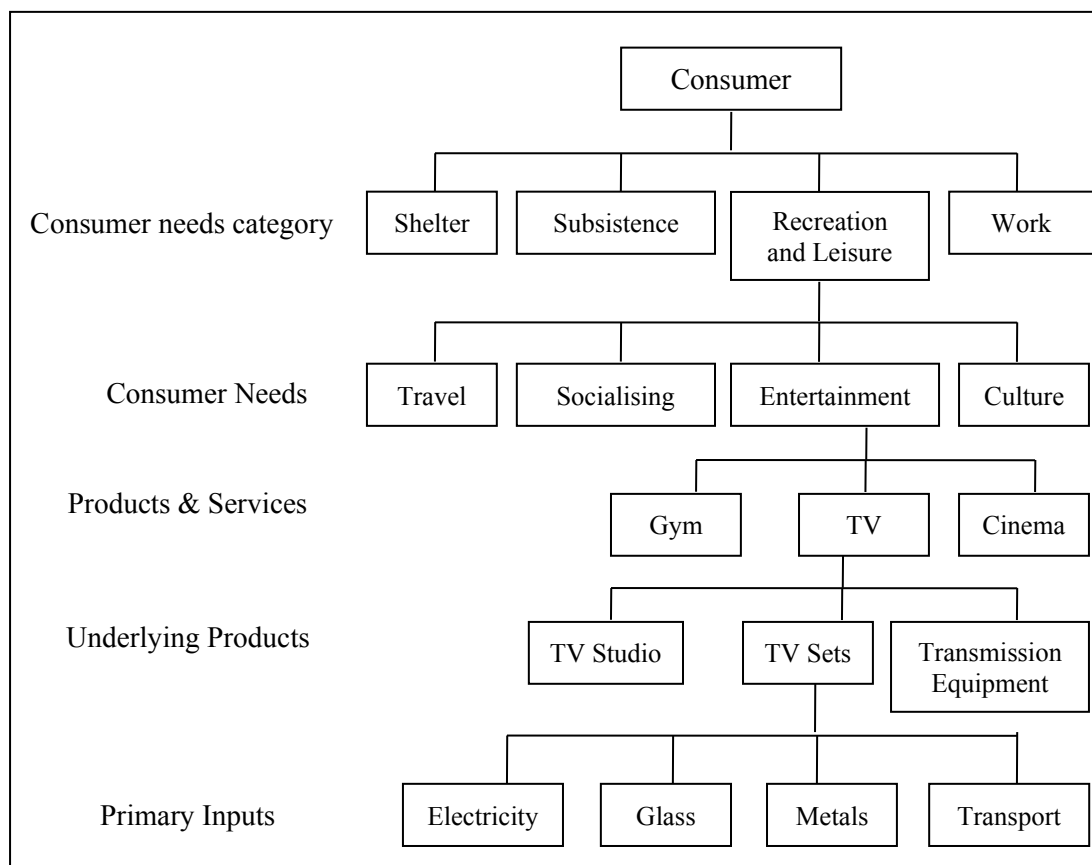 Consumer
Consumer needs category
Shelter
Subsistence
Recreation
and Leisure
Work
Consumer Needs
Travel
Socialising
Entertainment
Culture
Products & Services
Gym
TV
Cinema
Underlying Products
TV Studio
TV Sets
Transmission
Equipment
Primary Inputs
Electricity
Glass
Metals
Transport